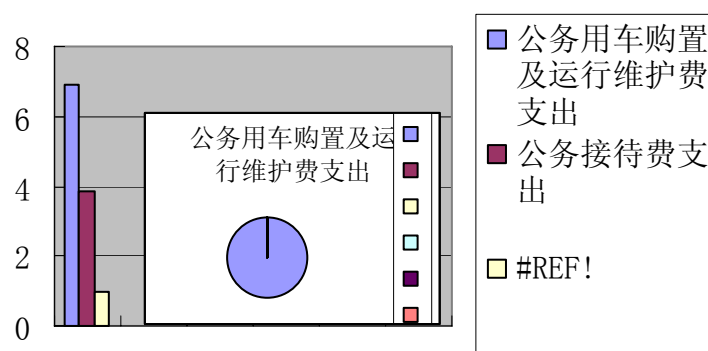 8
6
4
2
0
公务用车购置及运
行维护费支出
公务用车购置
及运行维护费
支出
公务接待费支
出
#REF!